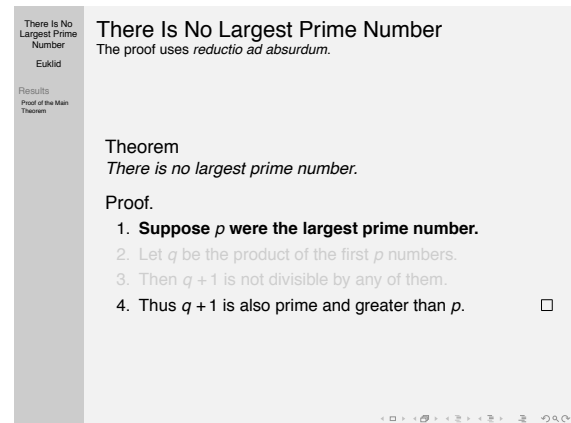 There Is No
Largest Prime
Number
Euklid
Results
Proof of the Main
Theorem
There Is No Largest Prime Number
The proof uses reductio ad absurdum.
Theorem
There is no largest prime number.
Proof.
1. Suppose p were the largest prime number.
2. Let q be the product of the first p numbers.
3. Then q + 1 is not divisible by any of them.
4. Thus q + 1 is also prime and greater than p. □